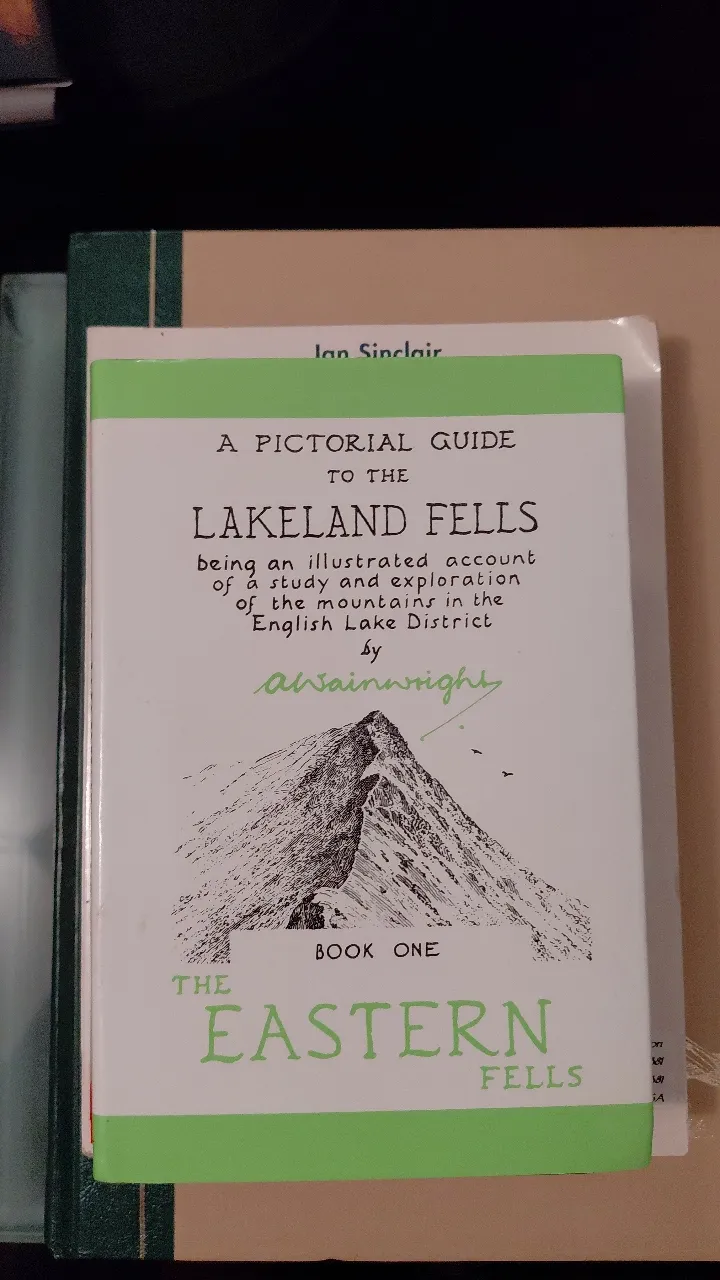 Ian Sinclair
A PICTORIAL GUIDE
TO THE
LAKELAND FELLS
being an illustrated account
of a study and exploration
of the mountains in the
English Lake District
by
aWainwright
BOOK ONE
THE
EASTERN
FELLS